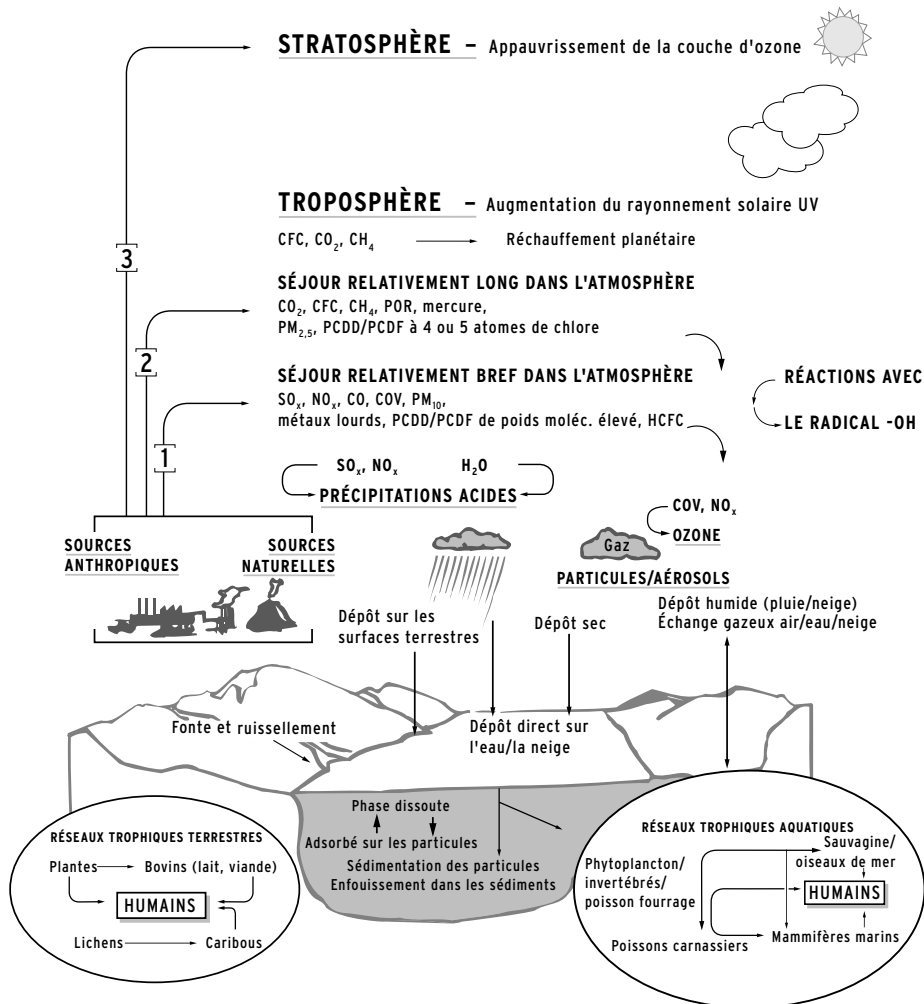 STRATOSPHÈRE – Appauvrissement de la couche d'ozone
TROPOSPHÈRE – Augmentation du rayonnement solaire UV
CFC, CO₂, CH₄ → Réchauffement planétaire
3
SÉJOUR RELATIVEMENT LONG DANS L'ATMOSPHÈRE
CO₂, CFC, CH₄, POR, mercure,
PM₂,₅, PCDD/PCDF à 4 ou 5 atomes de chlore
2
SÉJOUR RELATIVEMENT BREF DANS L'ATMOSPHÈRE
SOₓ, NOₓ, CO, COV, PM₁₀,
métaux lourds, PCDD/PCDF de poids moléc. élevé, HCFC
RÉACTIONS AVEC
LE RADICAL -OH
1
SOₓ, NOₓ H₂O
PRÉCIPITATIONS ACIDES
COV, NOₓ
OZONE
SOURCES
ANTHROPIQUES
SOURCES
NATURELLES
Gaz
PARTICULES/AÉROSOLS
Dépôt sur les
surfaces terrestres
Dépôt sec
Dépôt humide (pluie/neige)
Échange gazeux air/eau/neige
Fonte et ruissellement
Dépôt direct sur
l'eau/la neige
Phase dissoute
Adsorbé sur les particules
Sédimentation des particules
Enfouissement dans les sédiments
RÉSEAUX TROPHIQUES TERRESTRES
Plantes → Bovins (lait, viande)
HUMAINS
Lichens → Caribous
RÉSEAUX TROPHIQUES AQUATIQUES
Sauvagine/
oiseaux de mer
Phytoplancton/
invertébrés/
poisson fourrage
HUMAINS
Poissons carnassiers
Mammifères marins